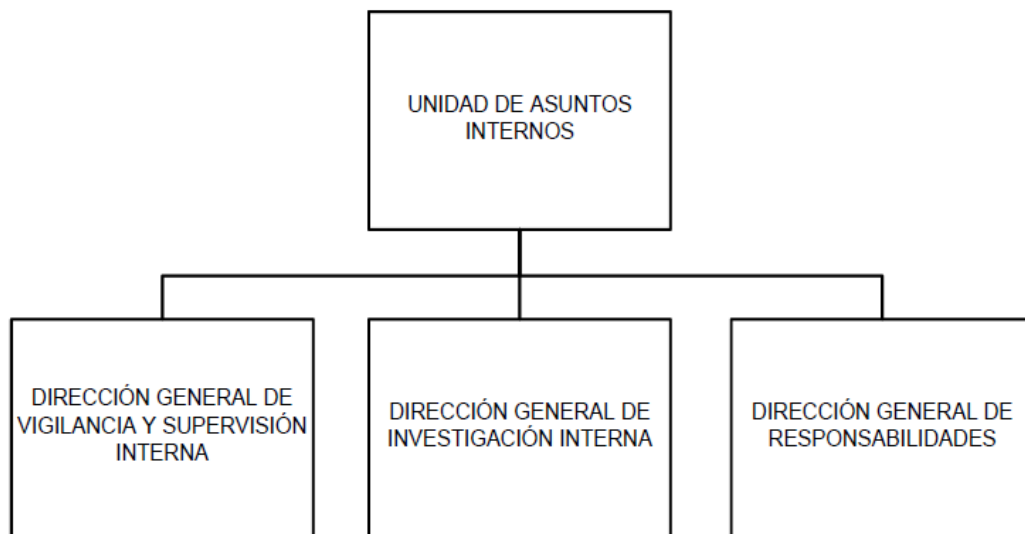 UNIDAD DE ASUNTOS
INTERNOS
DIRECCIÓN GENERAL DE
VIGILANCIA Y SUPERVISIÓN
INTERNA
DIRECCIÓN GENERAL DE
INVESTIGACIÓN INTERNA
DIRECCIÓN GENERAL DE
RESPONSABILIDADES